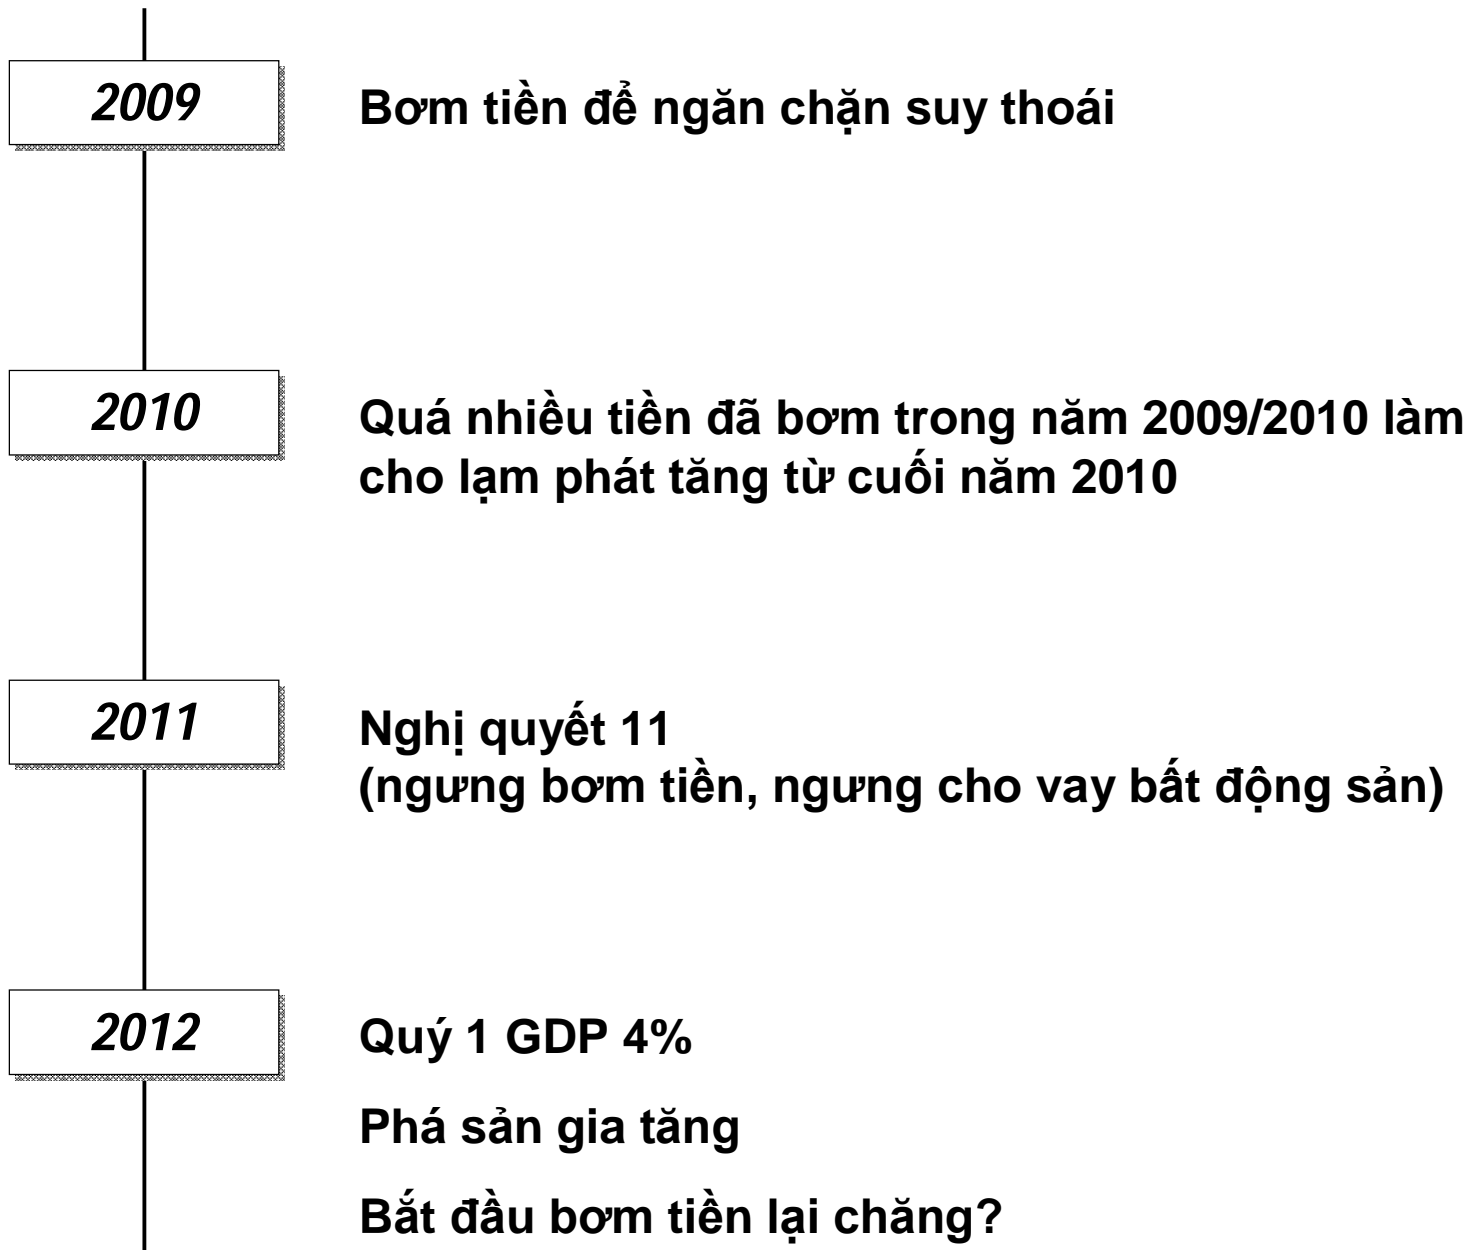 2009
Bơm tiền để ngăn chặn suy thoái
2010
Quá nhiều tiền đã bơm trong năm 2009/2010 làm
cho lạm phát tăng từ cuối năm 2010
2011
Nghị quyết 11
(ngưng bơm tiền, ngưng cho vay bất động sản)
2012
Quý 1 GDP 4%
Phá sản gia tăng
Bắt đầu bơm tiền lại chăng?